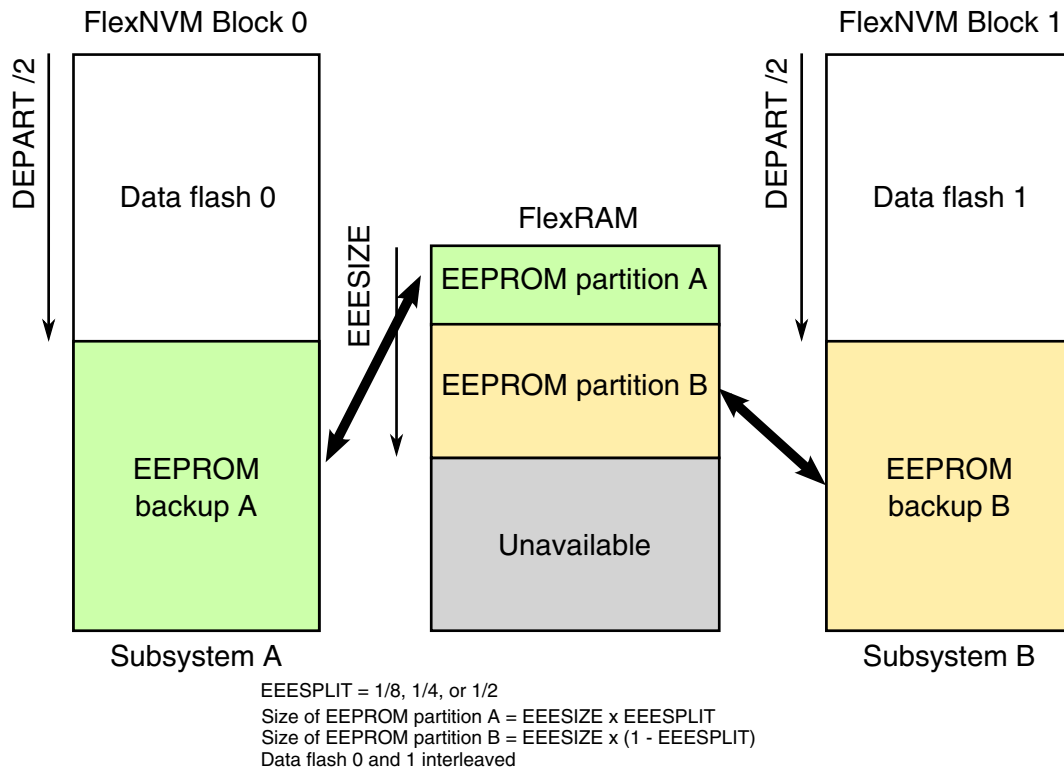 FlexNVM Block 0
FlexNVM Block 1
DEPART /2
DEPART /2
Data flash 0
Data flash 1
FlexRAM
EEESIZE
EEPROM partition A
EEPROM partition B
EEPROM
backup A
EEPROM
backup B
Unavailable
Subsystem A
Subsystem B
EEESPLIT = 1/8, 1/4, or 1/2
Size of EEPROM partition A = EEESIZE x EEESPLIT
Size of EEPROM partition B = EEESIZE x (1 - EEESPLIT)
Data flash 0 and 1 interleaved